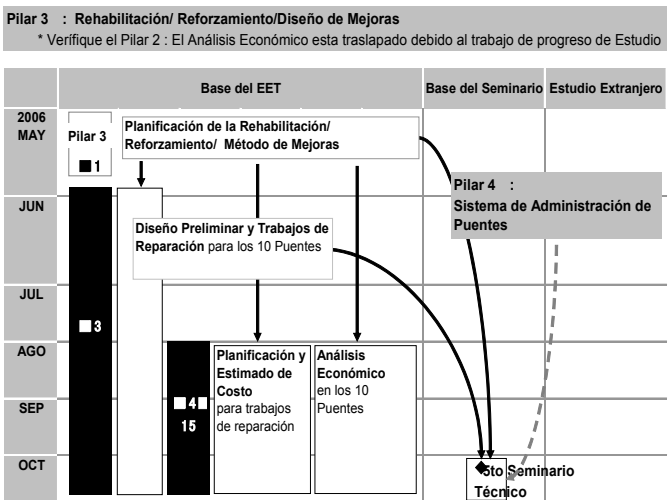 Pilar 3 : Rehabilitación/ Reforzamiento/Diseño de Mejoras
* Verífique el Pilar 2 : El Análisis Económico esta traslapado debido al trabajo de progreso de Estudio
Base del EET
Base del Seminario
Estudio Extranjero
2006
MAY
Pilar 3
■1
Planificación de la Rehabilitación/
Reforzamiento/ Método de Mejoras
Pilar 4 :
Sistema de Administración de
Puentes
JUN
Diseño Preliminar y Trabajos de
Reparación para los 10 Puentes
JUL
■3
AGO
Planificación y
Estimado de
Costo
para trabajos
de reparación
Análisis
Económico
en los 10
Puentes
SEP
■4■
15
OCT
◆5to Seminario
Técnico